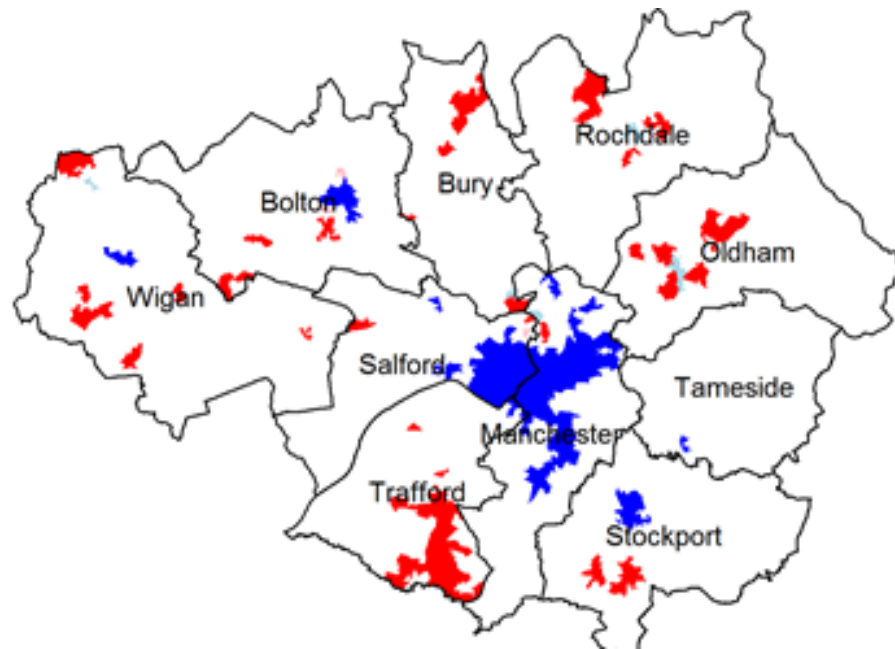 Rochdale
Bury
Bolton
Oldham
Wigan
Salford
Tameside
Manchester
Trafford
Stockport